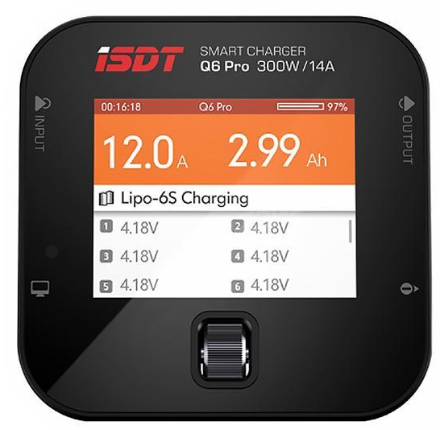 iSDT
SMART CHARGER
Q6 Pro 300W/14A
INPUT
OUTPUT
00:16:18 Q6 Pro 97%
12.0A 2.99 Ah
Lipo-6S Charging
1 4.18V 2 4.18V
3 4.18V 4 4.18V
5 4.18V 6 4.18V